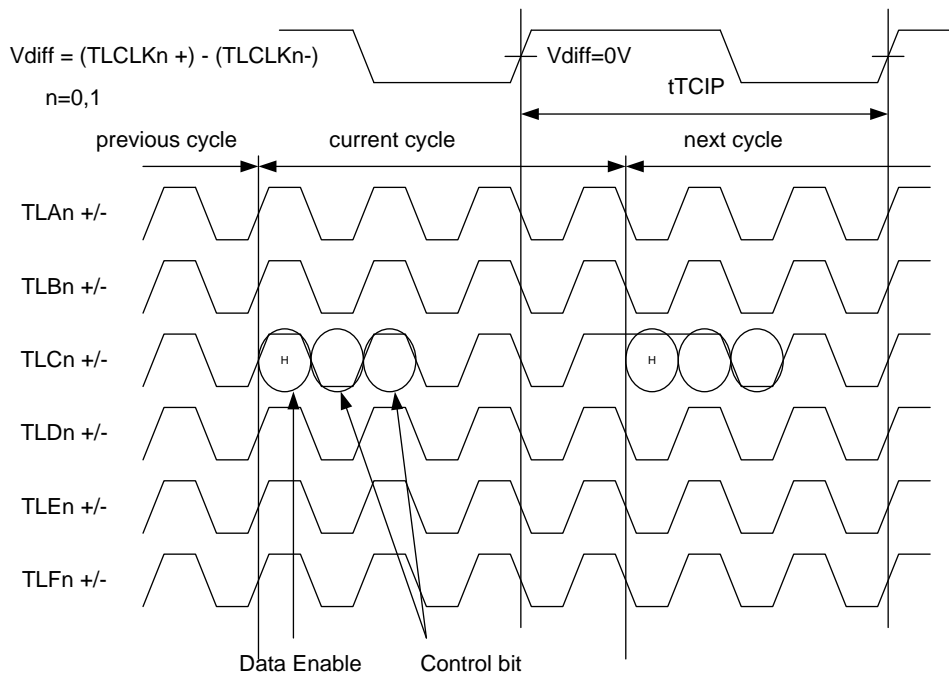 Vdiff = (TLCLKn +) - (TLCLKn-)
Vdiff=0V
n=0,1
tTCIP
previous cycle
current cycle
next cycle
TLAn +/-
TLBn +/-
TLCn +/-
H
H
TLDn +/-
TLEn +/-
TLFn +/-
Data Enable
Control bit